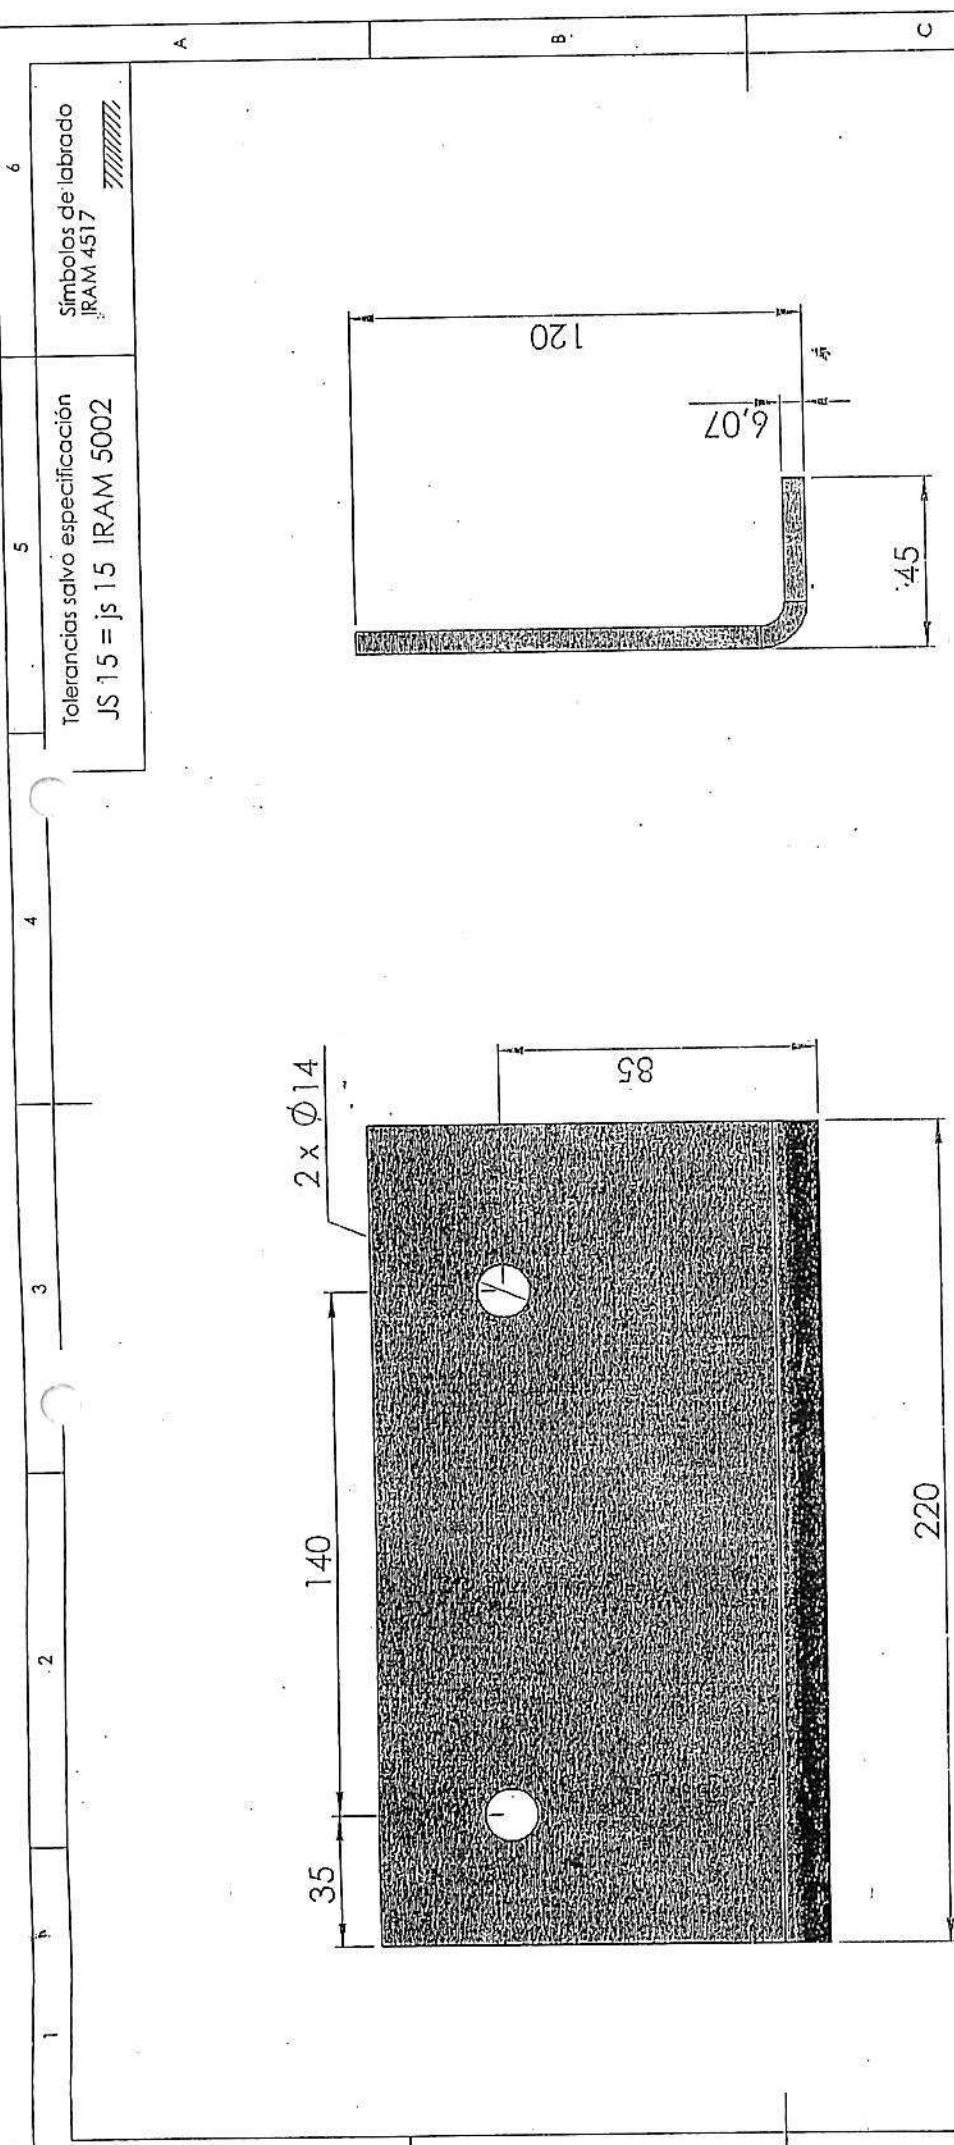 1
2
3
4
5
6
A
B
C
Tolerancias salvo especificación
JS 15 = js 15 IRAM 5002
Símbolos de labrado
IRAM 4517
35
140
2 x Ø 14
85
220
120
6,07
45